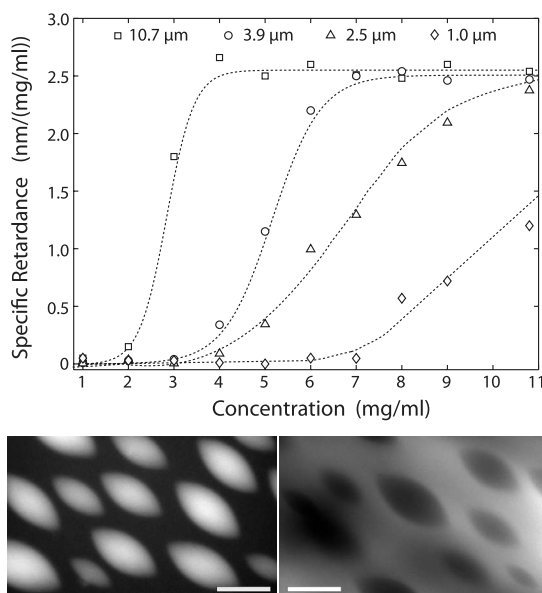 3.0
□ 10.7 µm ○ 3.9 µm △ 2.5 µm ◇ 1.0 µm
2.5
2.0
1.5
1.0
0.5
0
Specific Retardance (nm/(mg/ml))
1 2 3 4 5 6 7 8 9 10 11
Concentration (mg/ml)